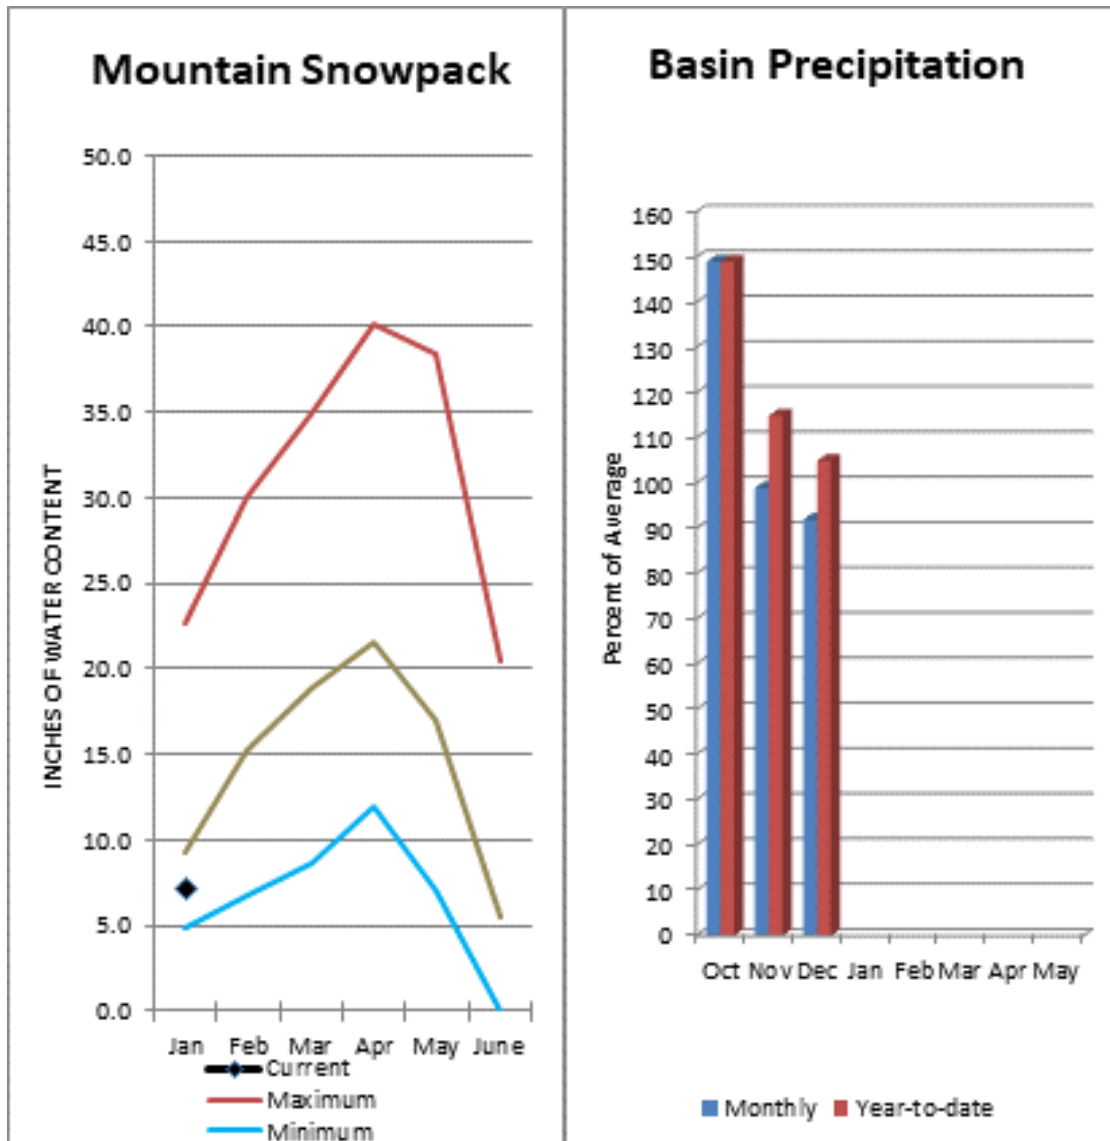 Mountain Snowpack
INCHES OF WATER CONTENT
50.0
45.0
40.0
35.0
30.0
25.0
20.0
15.0
10.0
5.0
0.0
Jan Feb Mar Apr May June
Current
Maximum
Minimum
Basin Precipitation
Percent of Average
160
150
140
130
120
110
100
90
80
70
60
50
40
30
20
10
0
Oct Nov Dec Jan Feb Mar Apr May
Monthly Year-to-date